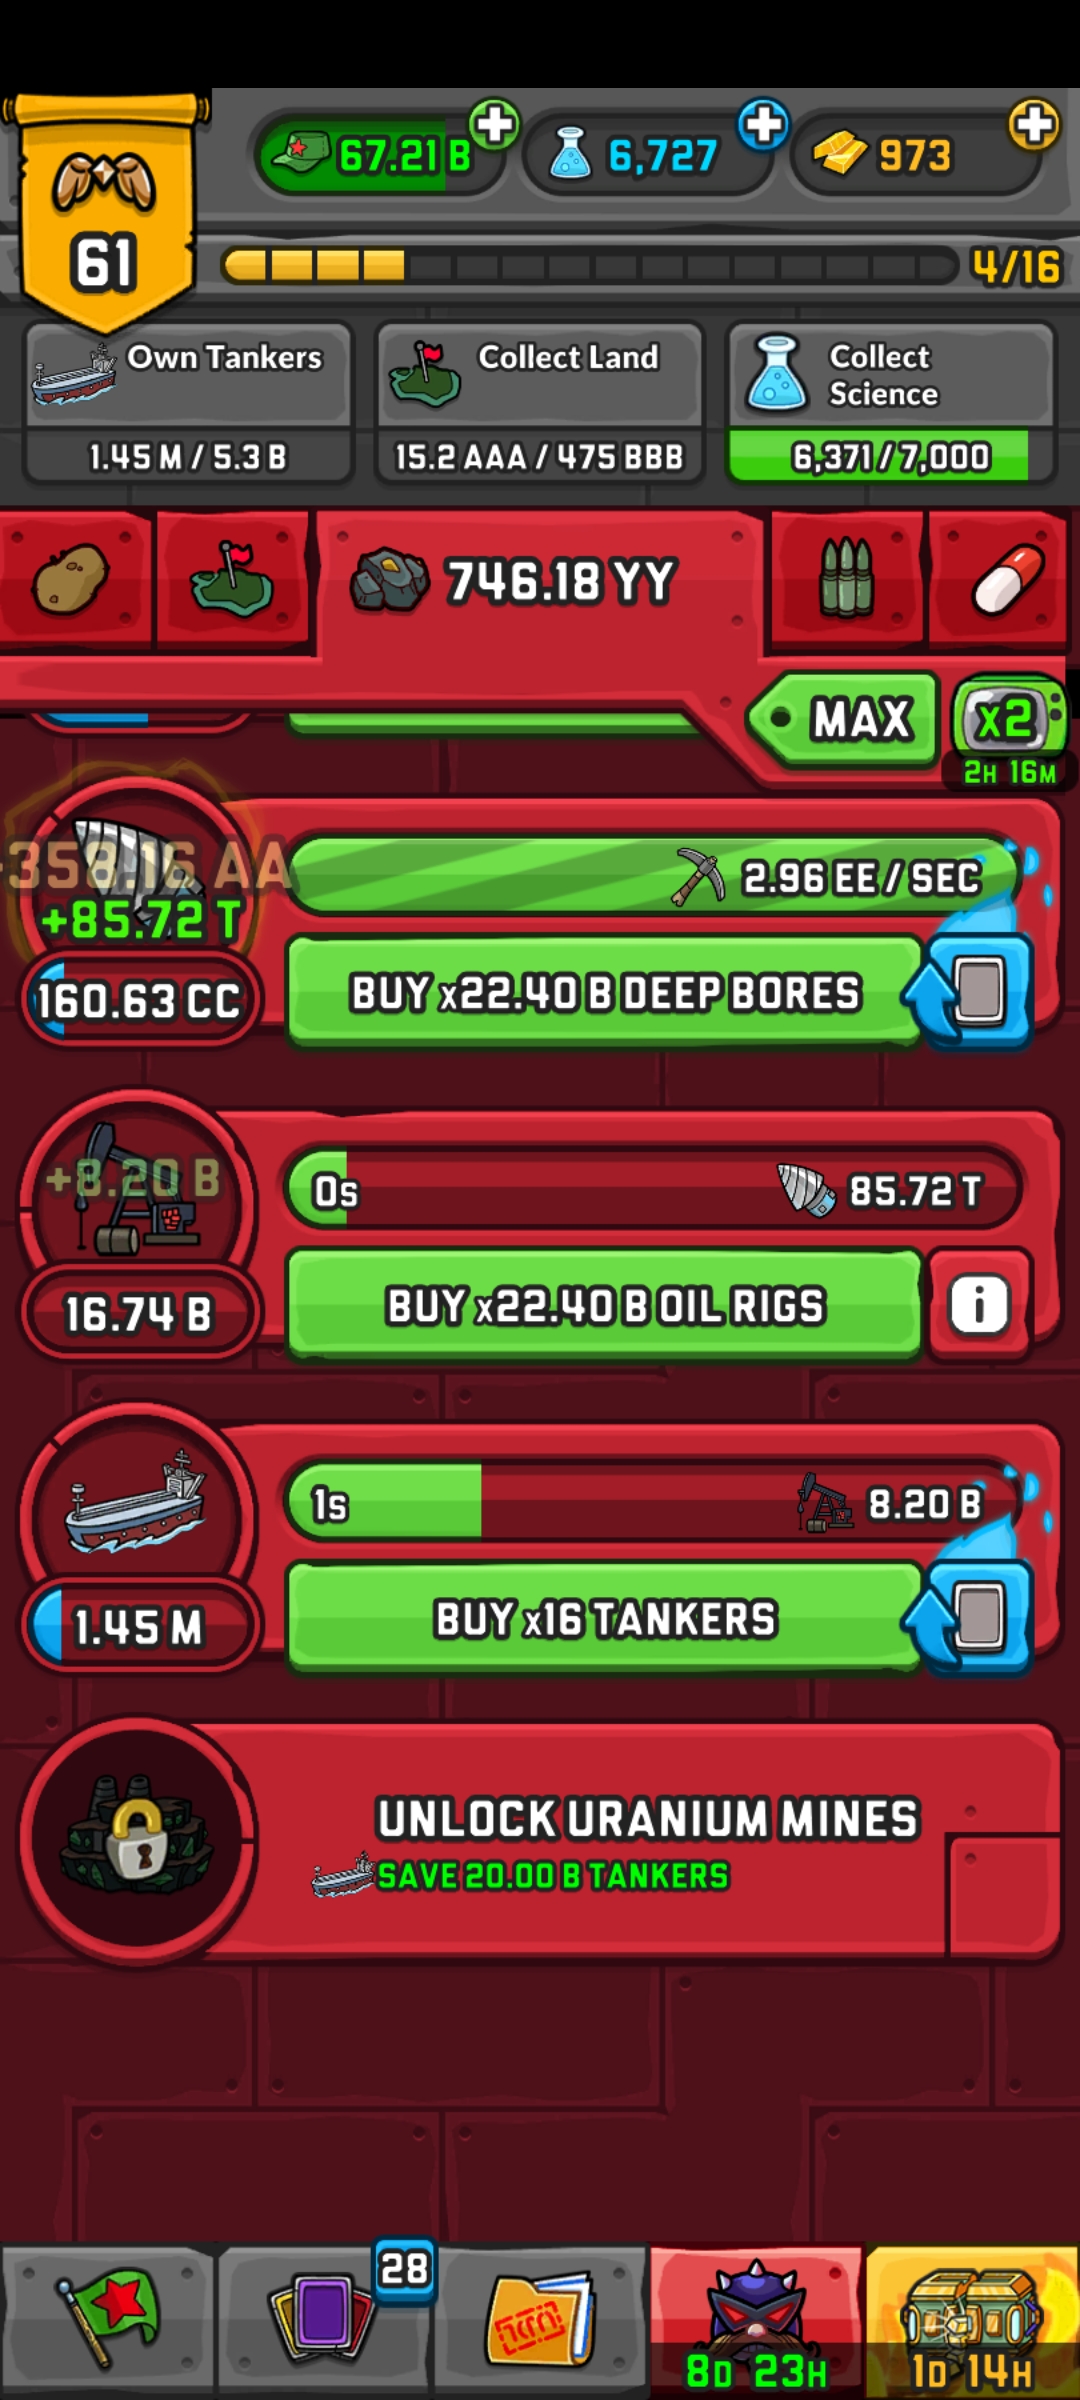 67.21 B
6,727
973
61
4/16
Own Tankers
1.45 M / 5.3 B
Collect Land
15.2 AAA / 475 BBB
Collect
Science
6,371 / 7,000
746.18 YY
MAX
x2
2H 16M
358.16 AA
+85.72 T
2.96 EE / SEC
160.63 CC
BUY x22.40 B DEEP BORES
+8.20 B
0s
85.72 T
16.74 B
BUY x22.40 B OIL RIGS
i
1s
8.20 B
1.45 M
BUY x16 TANKERS
UNLOCK URANIUM MINES
SAVE 20.00 B TANKERS
28
8D 23H
1D 14H